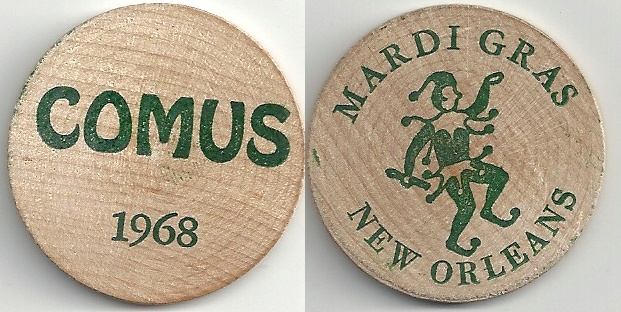 COMUS
1968
MARDI GRAS
NEW ORLEANS